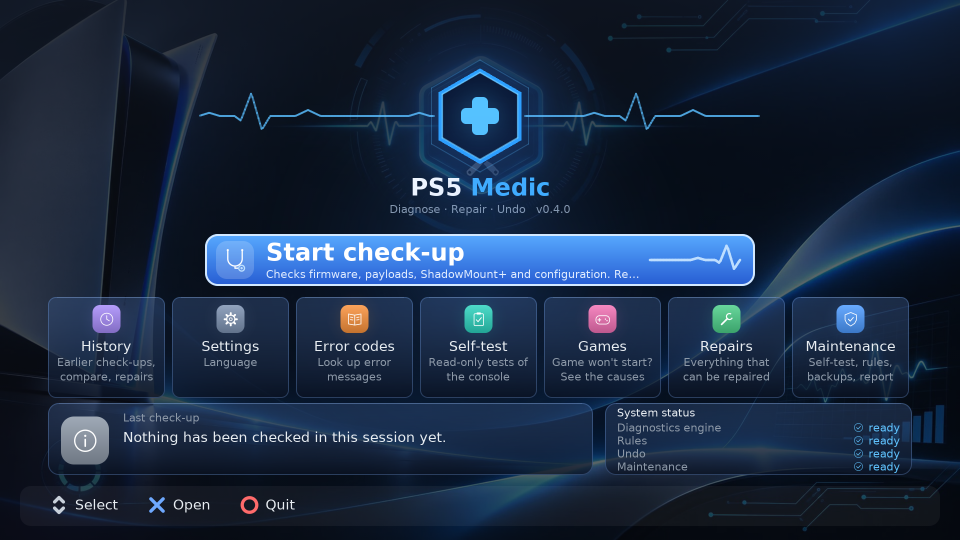 PS5 Medic
Diagnose · Repair · Undo v0.4.0
Start check-up
Checks firmware, payloads, ShadowMount+ and configuration. Re...
History
Earlier check-ups,
compare, repairs
Settings
Language
Error codes
Look up error
messages
Self-test
Read-only tests of
the console
Games
Game won't start?
See the causes
Repairs
Everything that
can be repaired
Maintenance
Self-test, rules,
backups, report
Last check-up
Nothing has been checked in this session yet.
System status
Diagnostics engine ready
Rules ready
Undo ready
Maintenance ready
Select Open Quit